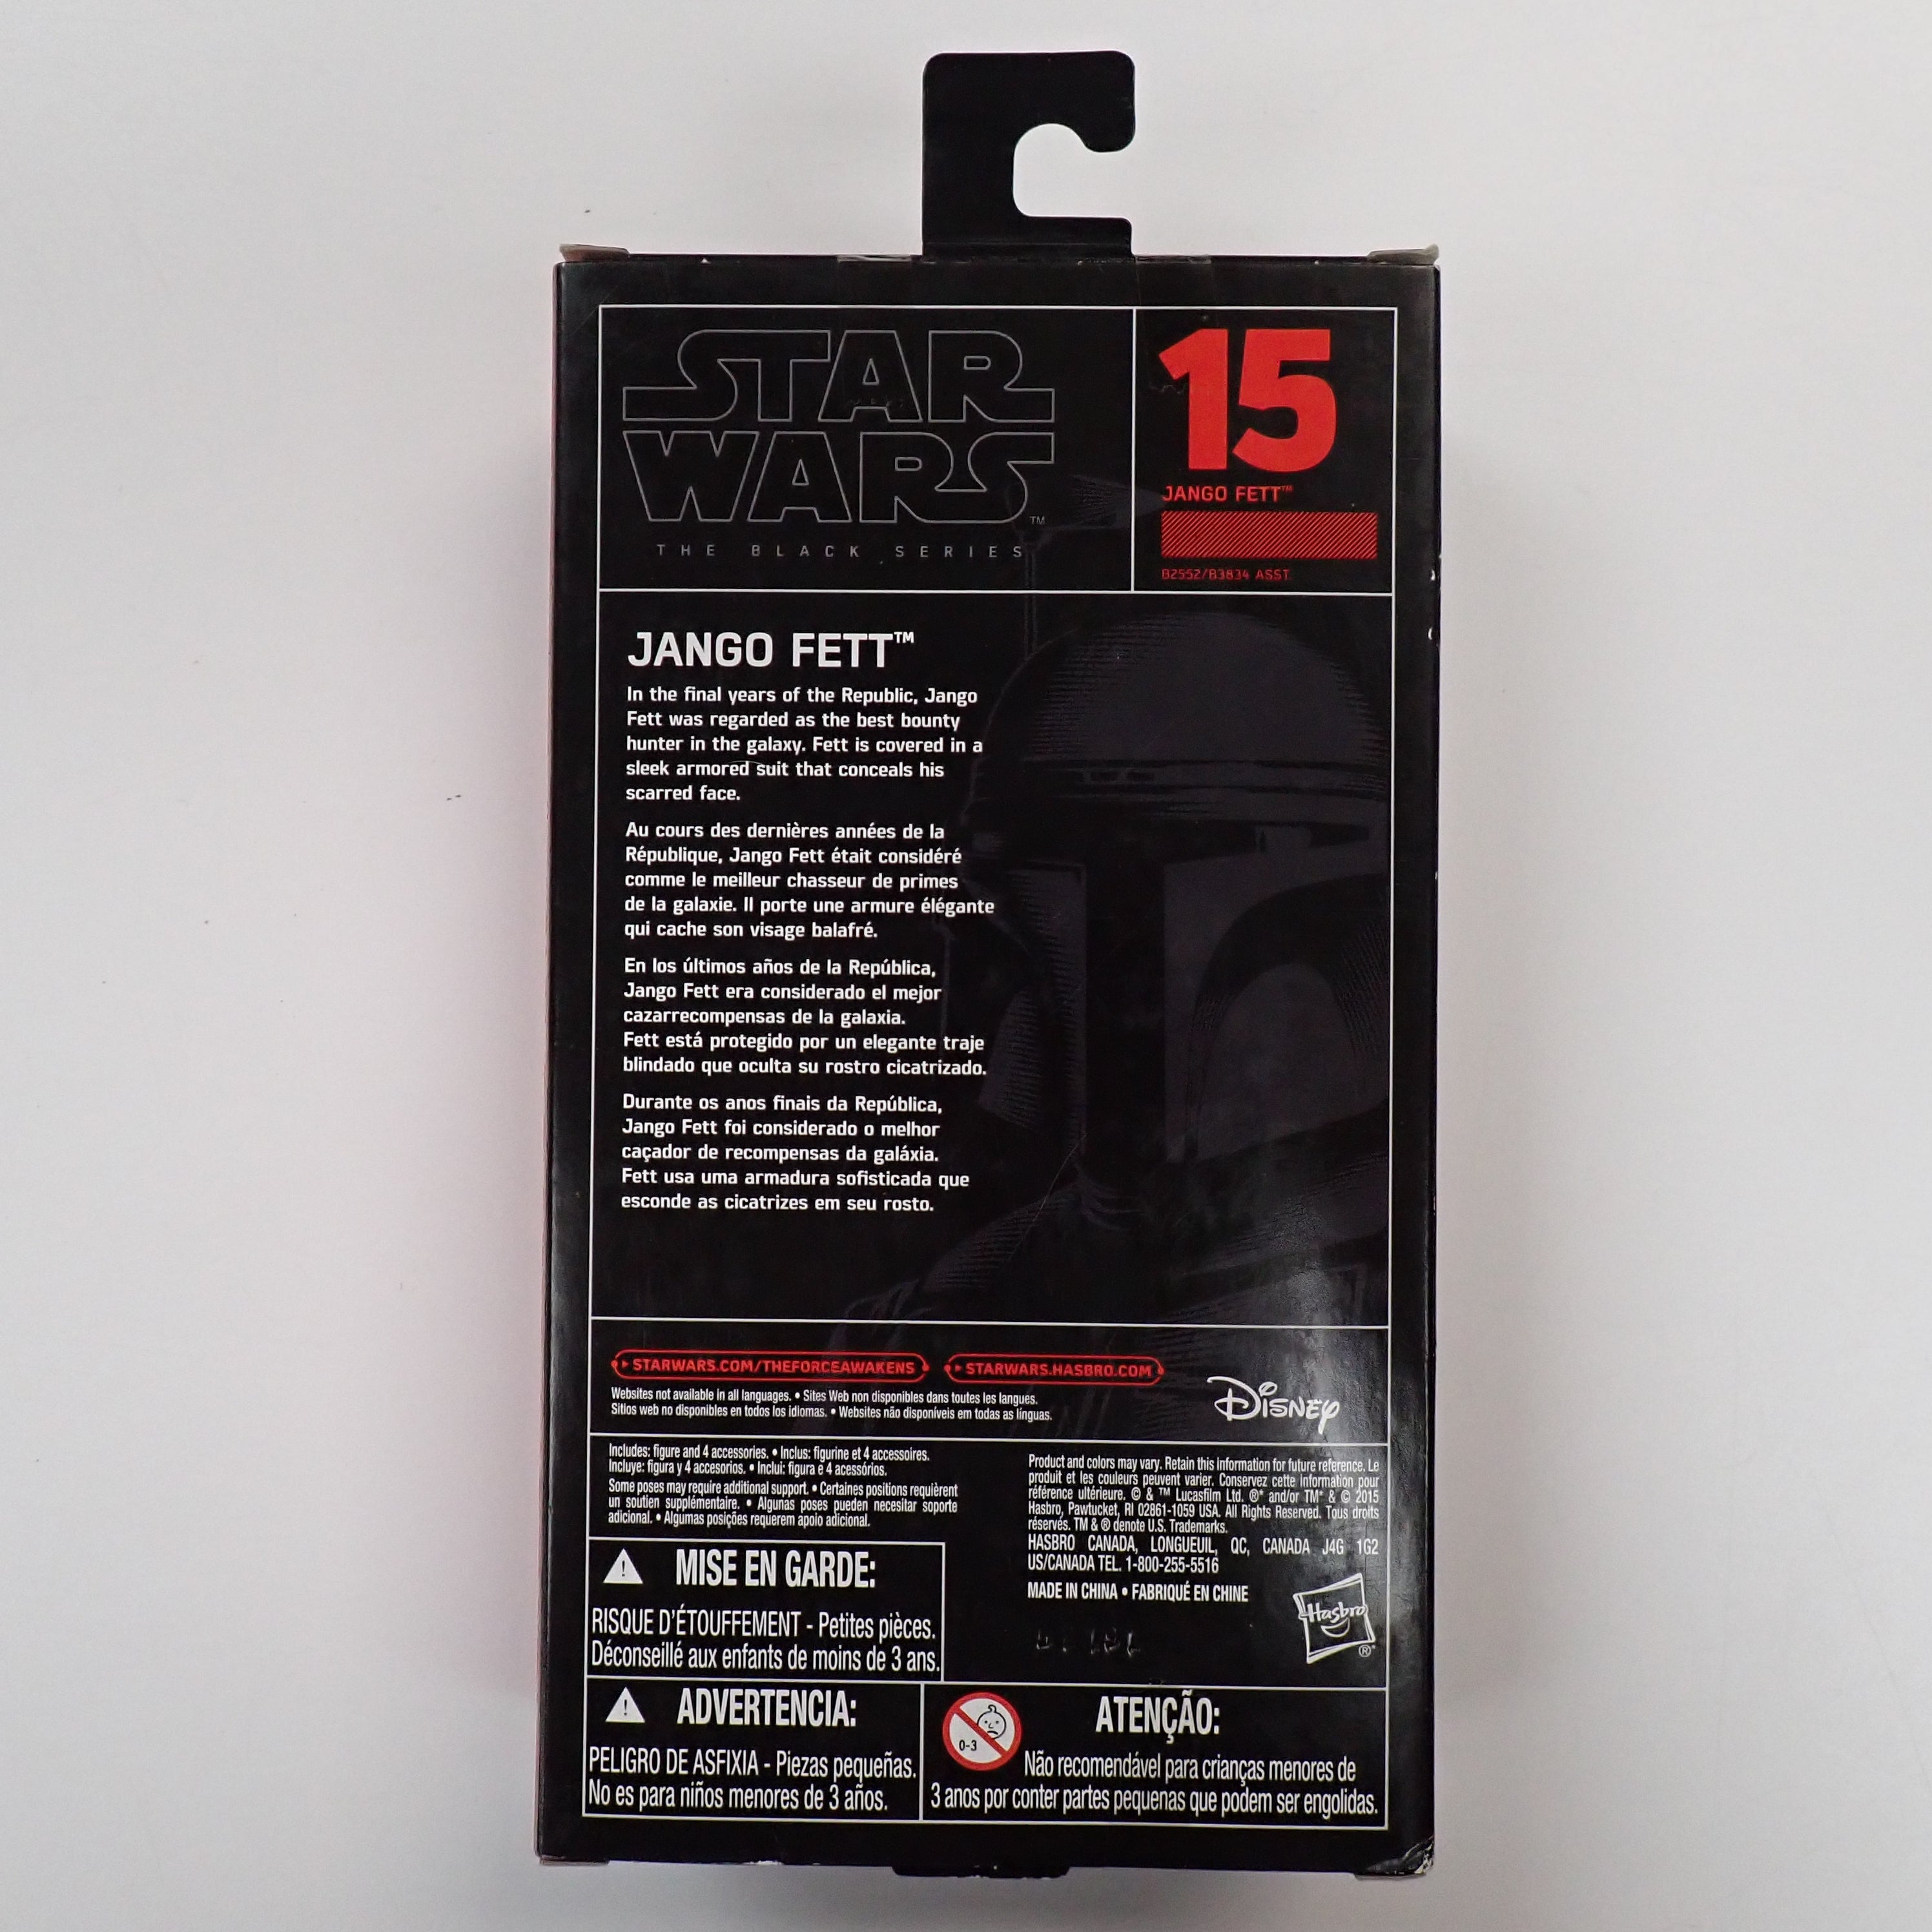 STAR
WARS™
THE BLACK SERIES
15
JANGO FETT™
B2552/B3834 ASST.
JANGO FETT™
In the final years of the Republic, Jango
Fett was regarded as the best bounty
hunter in the galaxy. Fett is covered in a
sleek armored suit that conceals his
scarred face.
Au cours des dernières années de la
République, Jango Fett était considéré
comme le meilleur chasseur de primes
de la galaxie. Il porte une armure élégante
qui cache son visage balafré.
En los últimos años de la República,
Jango Fett era considerado el mejor
cazarrecompensas de la galaxia.
Fett está protegido por un elegante traje
blindado que oculta su rostro cicatrizado.
Durante os anos finais da República,
Jango Fett foi considerado o melhor
caçador de recompensas da galáxia.
Fett usa uma armadura sofisticada que
esconde as cicatrizes em seu rosto.
STARWARS.COM/THEFORCEAWAKENS
STARWARS.HASBRO.COM
Websites not available in all languages. • Sites Web non disponibles dans toutes les langues.
Sitios web no disponibles en todos los idiomas. • Websites não disponíveis em todas as línguas.
Disney
Includes: figure and 4 accessories. • Inclus: figurine et 4 accessoires.
Incluye: figura y 4 accesorios. • Inclui: figura e 4 acessórios.
Some poses may require additional support. • Certaines positions requièrent
un soutien supplémentaire. • Algunas poses pueden necesitar soporte
adicional. • Algumas posições requerem apoio adicional.
Product and colors may vary. Retain this information for future reference. Le
produit et les couleurs peuvent varier. Conservez cette information pour
référence ultérieure. © & ™ Lucasfilm Ltd. ®* and/or TM* & © 2015
Hasbro, Pawtucket, RI 02861-1059 USA. All Rights Reserved. Tous droits
réservés. TM & ® denote U.S. Trademarks.
HASBRO CANADA, LONGUEUIL, QC, CANADA J4G 1G2
US/CANADA TEL. 1-800-255-5516
MADE IN CHINA • FABRIQUÉ EN CHINE
Hasbro
®*
MISE EN GARDE:
RISQUE D'ÉTOUFFEMENT - Petites pièces.
Déconseillé aux enfants de moins de 3 ans.
ADVERTENCIA:
PELIGRO DE ASFIXIA - Piezas pequeñas.
No es para niños menores de 3 años.
0-3
ATENÇÃO:
Não recomendável para crianças menores de
3 anos por conter partes pequenas que podem ser engolidas.